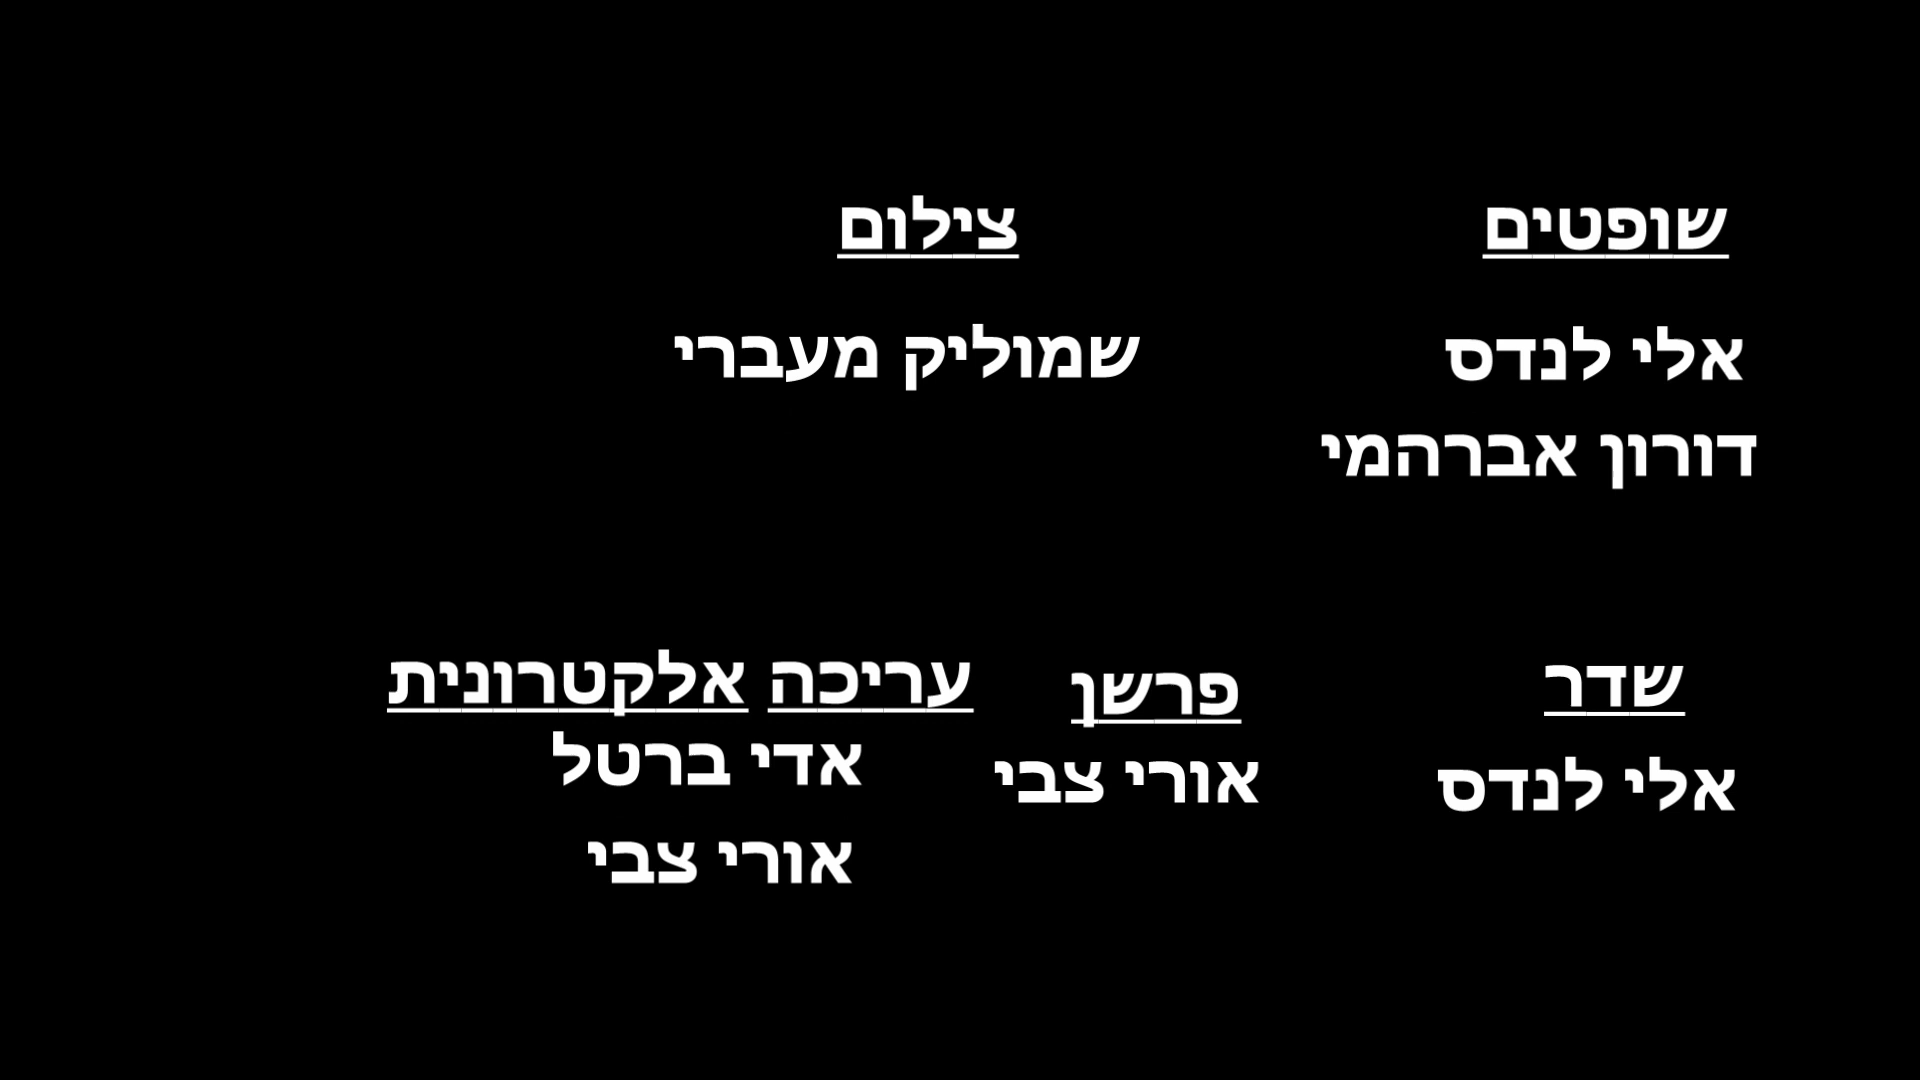 שופטים
אלי לנדס
דורון אברהמי
צילום
שמוליק מעברי
שדר
אלי לנדס
פרשן
אורי צבי
עריכה אלקטרונית
אדי ברטל
אורי צבי